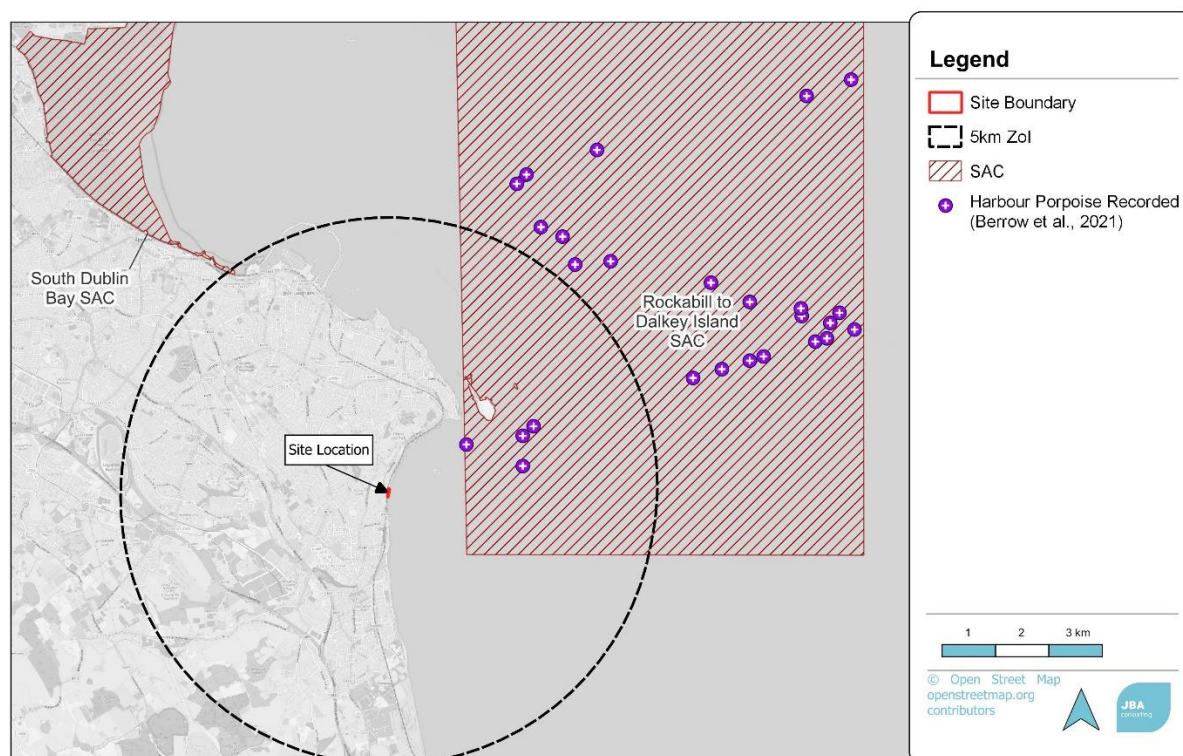 South Dublin
Bay SAC
Rockabill to
Dalkey Island
SAC
Site Location
Legend
Site Boundary
5km ZoI
SAC
Harbour Porpoise Recorded
(Berrow et al., 2021)
1 2 3 km
© Open Street Map
openstreetmap.org
contributors
JBA
consulting